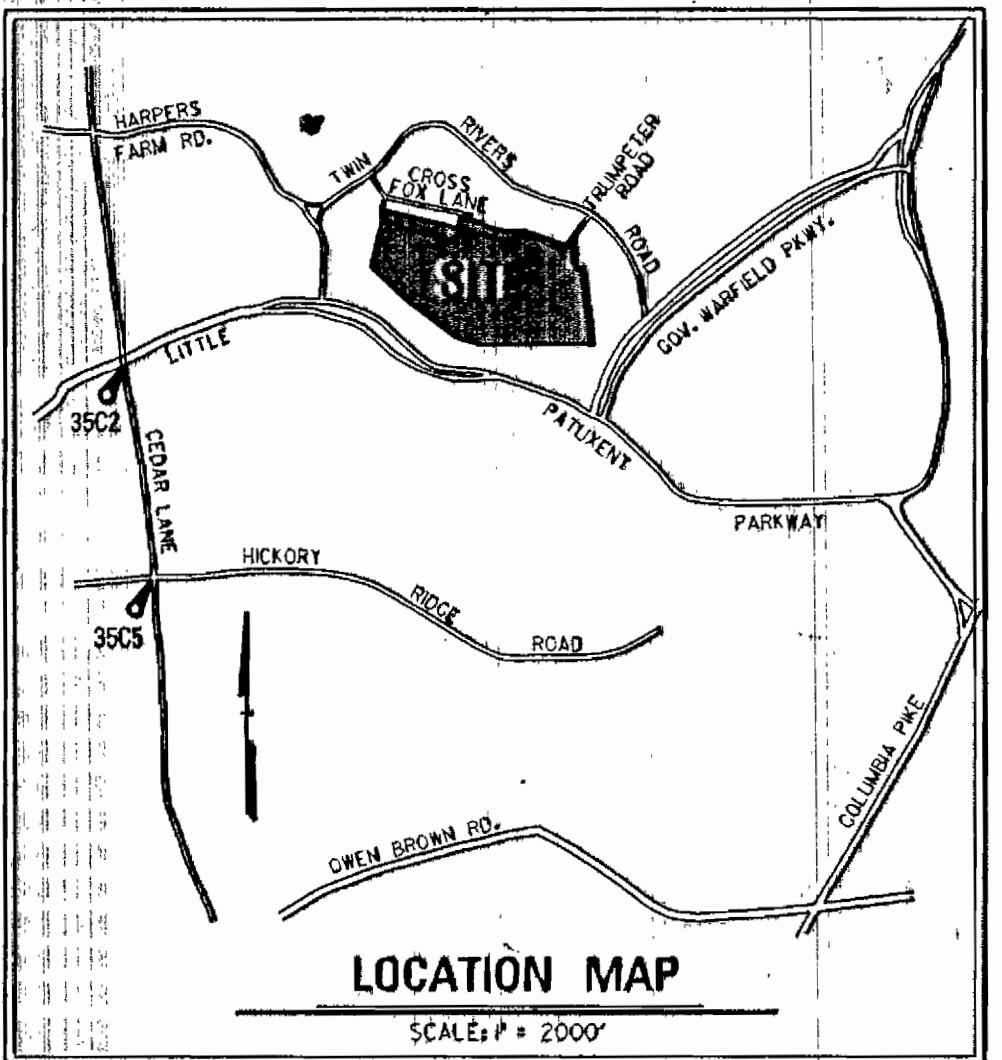 HARPERS
FARM RD.
TWIN
RIVERS
ROAD
TRUMPETER
ROAD
CROSS
FOX LANE
SITE
GOV. WARFIELD PKWY.
LITTLE
PATUXENT
PARKWAY
35C2
CEDAR LANE
HICKORY
RIDGE
ROAD
35C5
COLUMBIA PIKE
OWEN BROWN RD.
LOCATION MAP
SCALE: 1" = 2000'